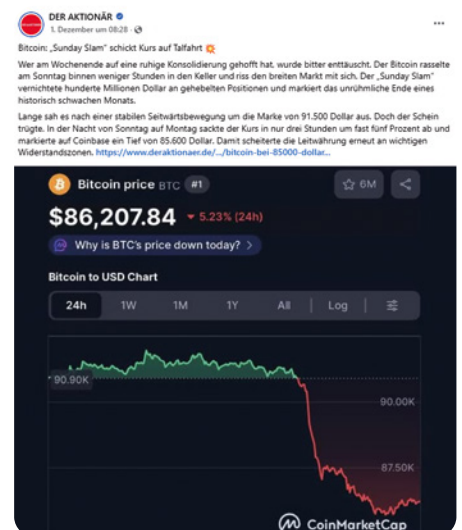 DER AKTIONÄR
1. Dezember um 08:28 ·
Bitcoin: „Sunday Slam“ schickt Kurs auf Talfahrt 💥
Wer am Wochenende auf eine ruhige Konsolidierung gehofft hat, wurde bitter enttäuscht. Der Bitcoin rasselte
am Sonntag binnen weniger Stunden in den Keller und riss den breiten Markt mit sich. Der „Sunday Slam“
vernichtete hunderte Millionen Dollar an gehebelten Positionen und markiert das unrühmliche Ende eines
historisch schwachen Monats.
Lange sah es nach einer stabilen Seitwärtsbewegung um die Marke von 91.500 Dollar aus. Doch der Schein
trügte. In der Nacht von Sonntag auf Montag sackte der Kurs in nur drei Stunden um fast fünf Prozent ab und
markierte auf Coinbase ein Tief von 85.600 Dollar. Damit scheiterte die Leitwährung erneut an wichtigen
Widerstandszonen. https://www.deraktionaer.de/.../bitcoin-bei-85000-dollar...
Bitcoin price BTC #1
6M
$86,207.84 ▼ 5.23% (24h)
Why is BTC's price down today? >
Bitcoin to USD Chart
24h 1W 1M 1Y All Log
90.90K
90.00K
87.50K
CoinMarketCap